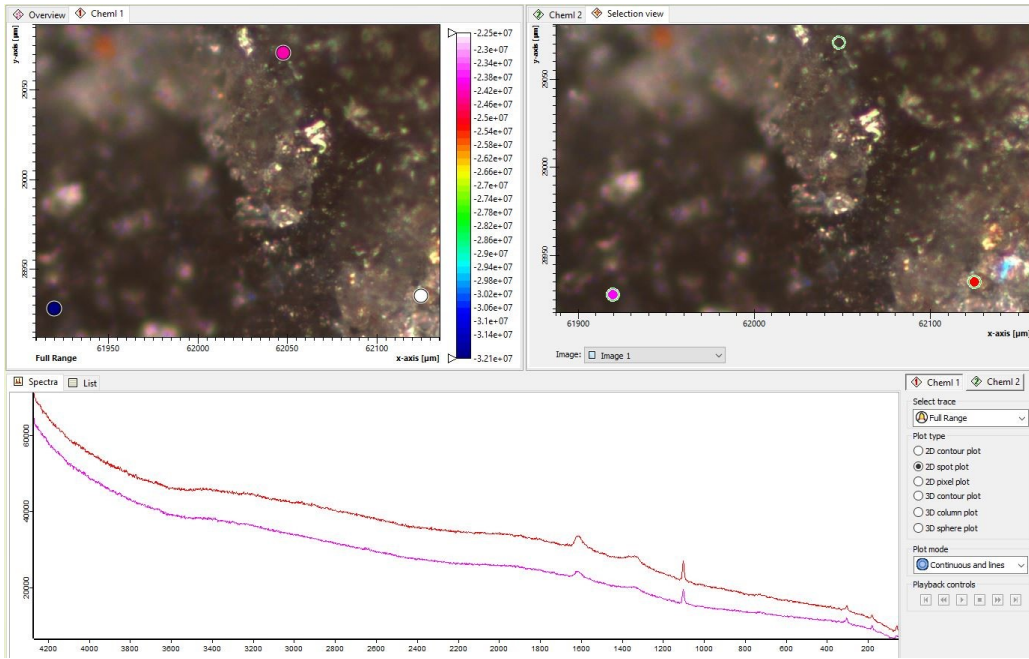 Overview
ChemI 1
y-axis [µm]
29050
29000
28950
Full Range
61950
62000
62050
62100
x-axis [µm]
-2.25e+07
-2.3e+07
-2.34e+07
-2.38e+07
-2.42e+07
-2.46e+07
-2.5e+07
-2.54e+07
-2.58e+07
-2.62e+07
-2.66e+07
-2.7e+07
-2.74e+07
-2.78e+07
-2.82e+07
-2.86e+07
-2.9e+07
-2.94e+07
-2.98e+07
-3.02e+07
-3.06e+07
-3.1e+07
-3.14e+07
-3.17e+07
-3.21e+07
ChemI 2
Selection view
y-axis [µm]
29050
29000
28950
61900
62000
62100
x-axis [µm]
Image:
Image 1
Spectra
List
60000
40000
20000
4200
4000
3800
3600
3400
3200
3000
2800
2600
2400
2200
2000
1800
1600
1400
1200
1000
800
600
400
200
ChemI 1
ChemI 2
Select trace
Full Range
Plot type
2D contour plot
2D spot plot
2D pixel plot
3D contour plot
3D column plot
3D sphere plot
Plot mode
Continuous and lines
Playback controls